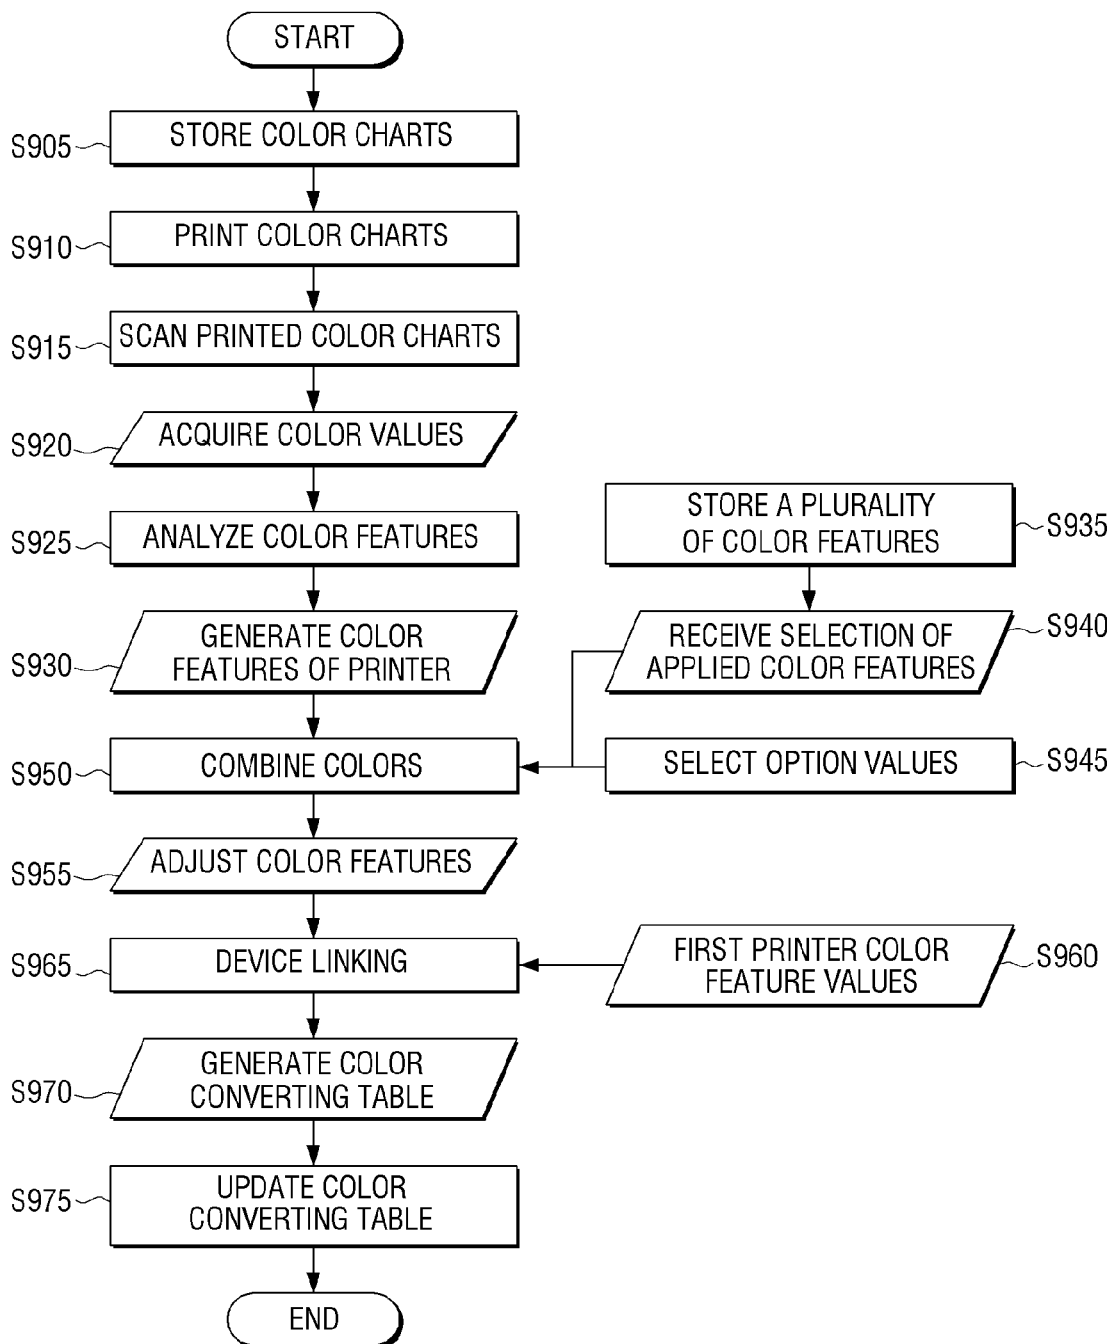 START
S905
STORE COLOR CHARTS
S910
PRINT COLOR CHARTS
S915
SCAN PRINTED COLOR CHARTS
S920
ACQUIRE COLOR VALUES
S925
ANALYZE COLOR FEATURES
STORE A PLURALITY
OF COLOR FEATURES
S935
S930
GENERATE COLOR
FEATURES OF PRINTER
RECEIVE SELECTION OF
APPLIED COLOR FEATURES
S940
S950
COMBINE COLORS
SELECT OPTION VALUES
S945
S955
ADJUST COLOR FEATURES
S965
DEVICE LINKING
FIRST PRINTER COLOR
FEATURE VALUES
S960
S970
GENERATE COLOR
CONVERTING TABLE
S975
UPDATE COLOR
CONVERTING TABLE
END